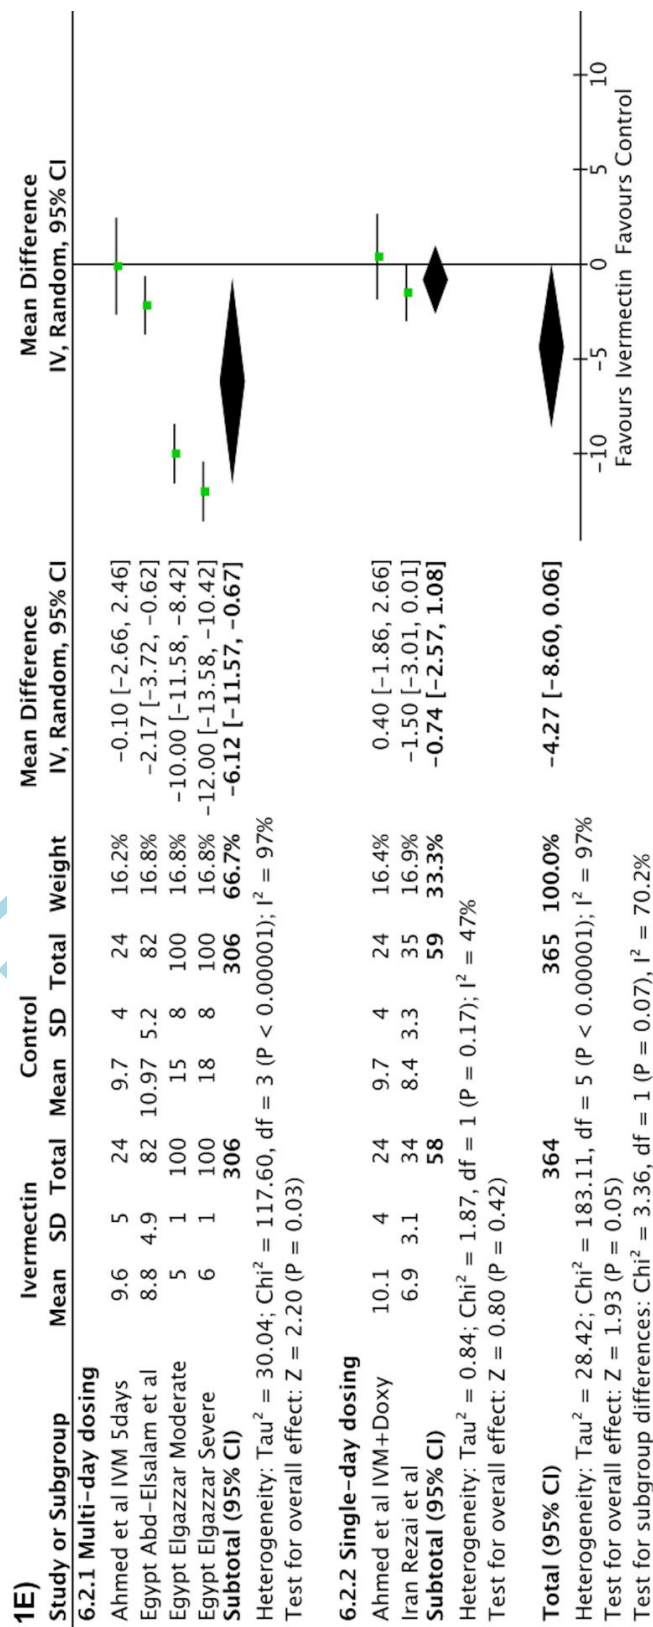 1E)
Ivermectin Control Mean Difference Mean Difference
Study or Subgroup Mean SD Total Mean SD Total Weight IV, Random, 95% CI IV, Random, 95% CI
6.2.1 Multi-day dosing
Ahmed et al IVM 5days 9.6 5 24 9.7 4 24 16.2% −0.10 [−2.66, 2.46]
Egypt Abd-Elsalam et al 8.8 4.9 82 10.97 5.2 82 16.8% −2.17 [−3.72, −0.62]
Egypt Elgazzar Moderate 5 1 100 15 8 100 16.8% −10.00 [−11.58, −8.42]
Egypt Elgazzar Severe 6 1 100 18 8 100 16.8% −12.00 [−13.58, −10.42]
Subtotal (95% CI) 306 306 66.7% −6.12 [−11.57, −0.67]
Heterogeneity: Tau² = 30.04; Chi² = 117.60, df = 3 (P < 0.00001); I² = 97%
Test for overall effect: Z = 2.20 (P = 0.03)
6.2.2 Single-day dosing
Ahmed et al IVM+Doxy 10.1 4 24 9.7 4 24 16.4% 0.40 [−1.86, 2.66]
Iran Rezai et al 6.9 3.1 34 8.4 3.3 35 16.9% −1.50 [−3.01, 0.01]
Subtotal (95% CI) 58 59 33.3% −0.74 [−2.57, 1.08]
Heterogeneity: Tau² = 0.84; Chi² = 1.87, df = 1 (P = 0.17); I² = 47%
Test for overall effect: Z = 0.80 (P = 0.42)
Total (95% CI) 364 365 100.0% −4.27 [−8.60, 0.06]
Heterogeneity: Tau² = 28.42; Chi² = 183.11, df = 5 (P < 0.00001); I² = 97%
Test for overall effect: Z = 1.93 (P = 0.05)
Test for subgroup differences: Chi² = 3.36, df = 1 (P = 0.07), I² = 70.2%
−10 −5 0 5 10
Favours Ivermectin Favours Control